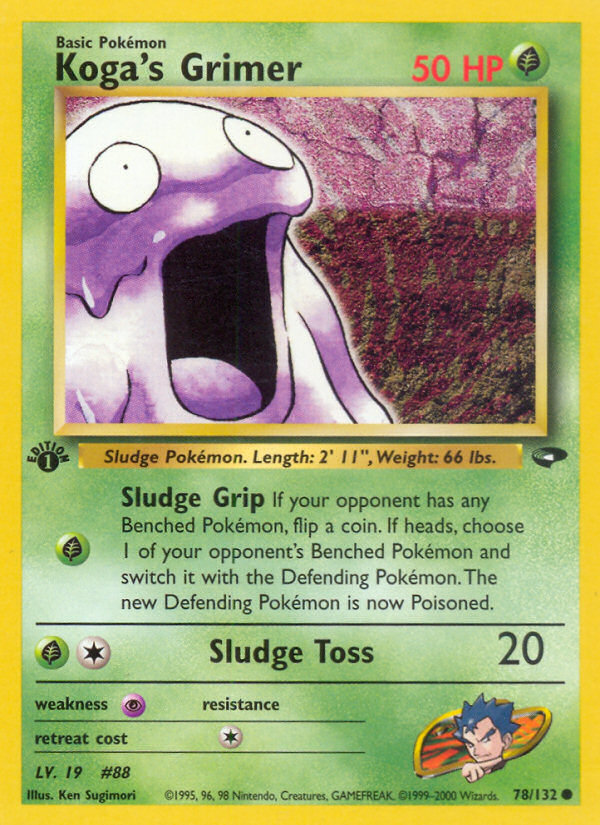 Basic Pokémon
Koga's Grimer 50 HP
EDITION 1
Sludge Pokémon. Length: 2' 11", Weight: 66 lbs.
Sludge Grip If your opponent has any
Benched Pokémon, flip a coin. If heads, choose
1 of your opponent's Benched Pokémon and
switch it with the Defending Pokémon. The
new Defending Pokémon is now Poisoned.
Sludge Toss 20
weakness resistance
retreat cost
LV. 19 #88
Illus. Ken Sugimori ©1995, 96, 98 Nintendo, Creatures, GAMEFREAK. ©1999-2000 Wizards. 78/132